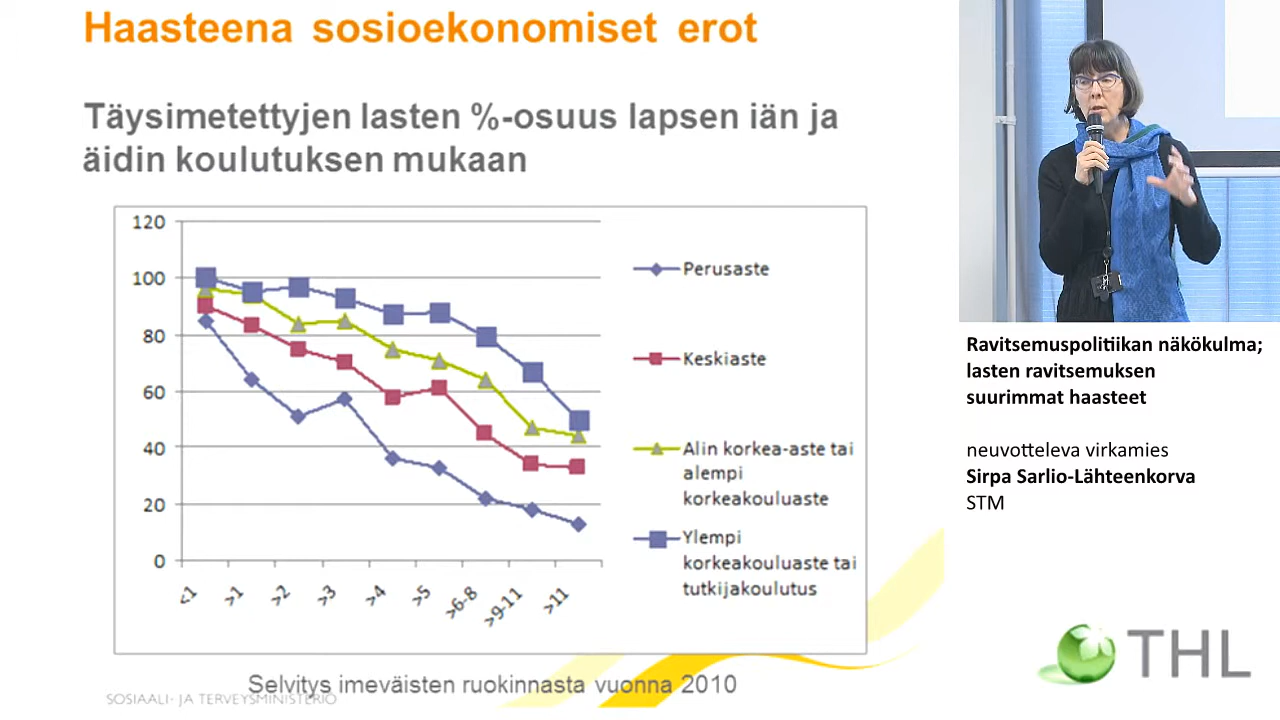 Haasteena sosioekonomiset erot
Täysimetettyjen lasten %-osuus lapsen iän ja
äidin koulutuksen mukaan
120
100
80
60
40
20
0
<1
>1
>2
>3
>4
>5
>6-8
>9-11
>11
Perusaste
Keskiaste
Alin korkea-aste tai
alempi
korkeakouluaste
Ylempi
korkeakouluaste tai
tutkijakoulutus
Selvitys imeväisten ruokinnasta vuonna 2010
SOSIAALI- JA TERVEYSMINISTERIÖ
Ravitsemuspolitiikan näkökulma;
lasten ravitsemuksen
suurimmat haasteet
neuvotteleva virkamies
Sirpa Sarlio-Lähteenkorva
STM
THL